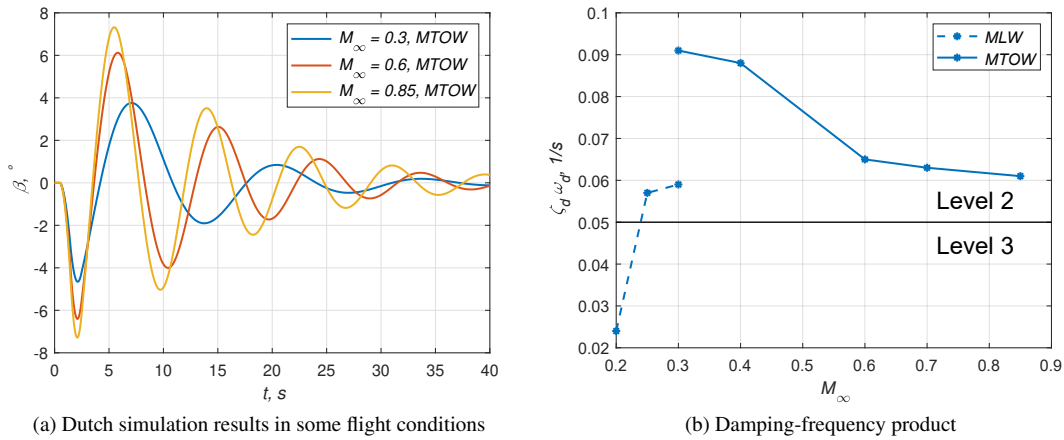 8
6
4
2
0
-2
-4
-6
-8
β, °
0
5
10
15
20
25
30
35
40
t, s
M∞ = 0.3, MTOW
M∞ = 0.6, MTOW
M∞ = 0.85, MTOW
(a) Dutch simulation results in some flight conditions
0.1
0.09
0.08
0.07
0.06
0.05
0.04
0.03
0.02
ζd ωd, 1/s
0.2
0.3
0.4
0.5
0.6
0.7
0.8
0.9
M∞
MLW
MTOW
Level 2
Level 3
(b) Damping-frequency product